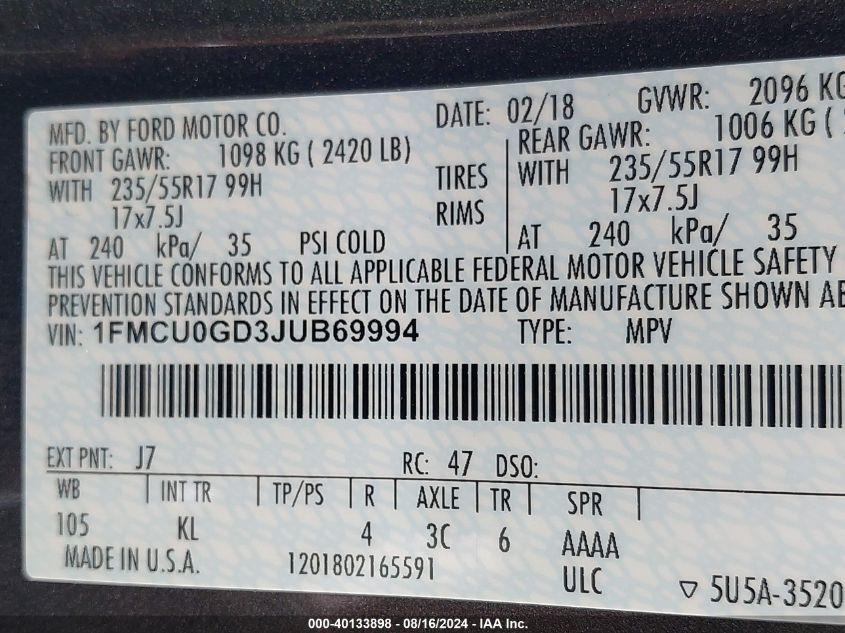 MFD. BY FORD MOTOR CO.
DATE: 02/18 GVWR: 2096 KG
FRONT GAWR: 1098 KG ( 2420 LB)
REAR GAWR: 1006 KG (
WITH 235/55R17 99H TIRES WITH 235/55R17 99H
17x7.5J RIMS 17x7.5J
AT 240 kPa/ 35 PSI COLD AT 240 kPa/ 35
THIS VEHICLE CONFORMS TO ALL APPLICABLE FEDERAL MOTOR VEHICLE SAFETY
PREVENTION STANDARDS IN EFFECT ON THE DATE OF MANUFACTURE SHOWN AB
VIN: 1FMCU0GD3JUB69994 TYPE: MPV
EXT PNT: J7 RC: 47 DSO:
WB INT TR TP/PS R AXLE TR SPR
105 KL 4 3C 6 AAAA
MADE IN U.S.A. 1201802165591 ULC ▽ 5U5A-3520
000-40133898 - 08/16/2024 - IAA Inc.